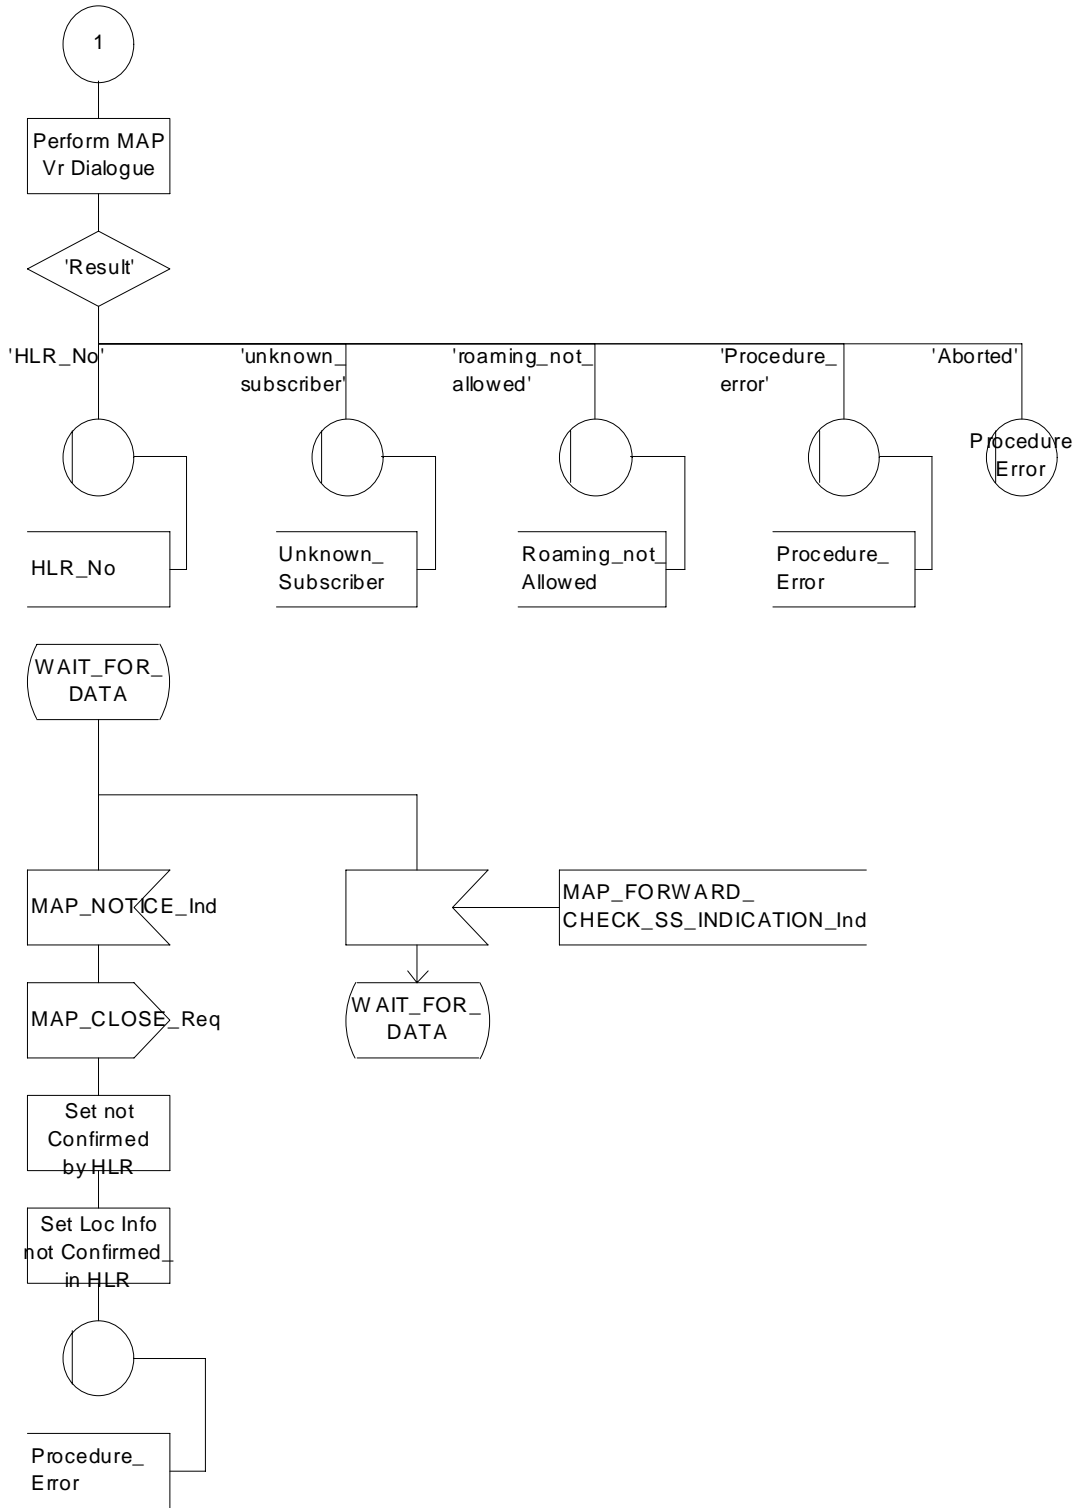 1
Perform MAP
Vr Dialogue
'Result'
'HLR_No'
'unknown_
subscriber'
'roaming_not_
allowed'
'Procedure_
error'
'Aborted'
Procedure
Error
HLR_No
Unknown_
Subscriber
Roaming_not_
Allowed
Procedure_
Error
WAIT_FOR_
DATA
MAP_NOTICE_Ind
MAP_FORWARD_
CHECK_SS_INDICATION_Ind
MAP_CLOSE_Req
WAIT_FOR_
DATA
Set not
Confirmed
by HLR
Set Loc Info
not Confirmed_
in HLR
Procedure_
Error